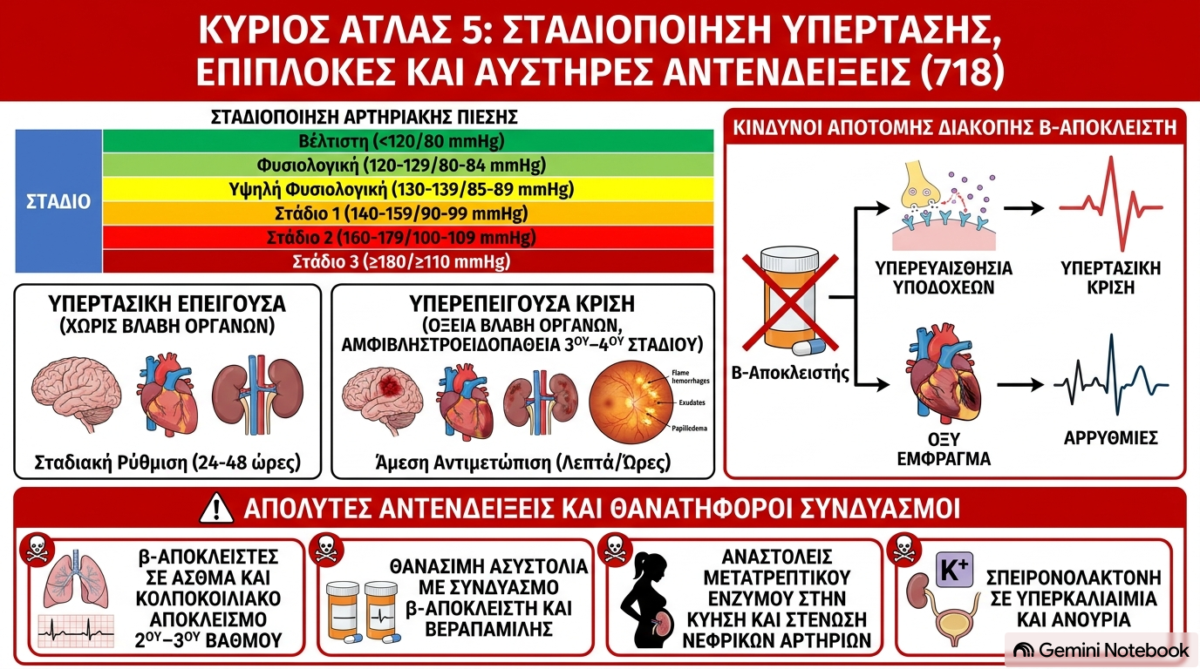 ΚΥΡΙΟΣ ΑΤΛΑΣ 5: ΣΤΑΔΙΟΠΟΙΗΣΗ ΥΠΕΡΤΑΣΗΣ,
ΕΠΙΠΛΟΚΕΣ ΚΑΙ ΑΥΣΤΗΡΕΣ ΑΝΤΕΝΔΕΙΞΕΙΣ (718)
ΣΤΑΔΙΟΠΟΙΗΣΗ ΑΡΤΗΡΙΑΚΗΣ ΠΙΕΣΗΣ
ΣΤΑΔΙΟ
Βέλτιστη (<120/80 mmHg)
Φυσιολογική (120-129/80-84 mmHg)
Υψηλή Φυσιολογική (130-139/85-89 mmHg)
Στάδιο 1 (140-159/90-99 mmHg)
Στάδιο 2 (160-179/100-109 mmHg)
Στάδιο 3 (≥180/≥110 mmHg)
ΥΠΕΡΤΑΣΙΚΗ ΕΠΕΙΓΟΥΣΑ
(ΧΩΡΙΣ ΒΛΑΒΗ ΟΡΓΑΝΩΝ)
Σταδιακή Ρύθμιση (24-48 ώρες)
ΥΠΕΡΕΠΕΙΓΟΥΣΑ ΚΡΙΣΗ
(ΟΞΕΙΑ ΒΛΑΒΗ ΟΡΓΑΝΩΝ,
ΑΜΦΙΒΛΗΣΤΡΟΕΙΔΟΠΑΘΕΙΑ 3ΟΥ–4ΟΥ ΣΤΑΔΙΟΥ)
Flame hemorrhages
Exudates
Papilledema
Άμεση Αντιμετώπιση (Λεπτά/Ώρες)
ΚΙΝΔΥΝΟΙ ΑΠΟΤΟΜΗΣ ΔΙΑΚΟΠΗΣ Β-ΑΠΟΚΛΕΙΣΤΗ
Β-Αποκλειστής
ΥΠΕΡΕΥΑΙΣΘΗΣΙΑ
ΥΠΟΔΟΧΕΩΝ
ΥΠΕΡΤΑΣΙΚΗ
ΚΡΙΣΗ
ΟΞΥ
ΕΜΦΡΑΓΜΑ
ΑΡΡΥΘΜΙΕΣ
ΑΠΟΛΥΤΕΣ ΑΝΤΕΝΔΕΙΞΕΙΣ ΚΑΙ ΘΑΝΑΤΗΦΟΡΟΙ ΣΥΝΔΥΑΣΜΟΙ
β-ΑΠΟΚΛΕΙΣΤΕΣ
ΣΕ ΑΣΘΜΑ ΚΑΙ
ΚΟΛΠΟΚΟΙΛΙΑΚΟ
ΑΠΟΚΛΕΙΣΜΟ
2ΟΥ–3ΟΥ ΒΑΘΜΟΥ
ΘΑΝΑΣΙΜΗ ΑΣΥΣΤΟΛΙΑ
ΜΕ ΣΥΝΔΥΑΣΜΟ
β-ΑΠΟΚΛΕΙΣΤΗ ΚΑΙ
ΒΕΡΑΠΑΜΙΛΗΣ
ΑΝΑΣΤΟΛΕΙΣ
ΜΕΤΑΤΡΕΠΤΙΚΟΥ
ΕΝΖΥΜΟΥ ΣΤΗΝ
ΚΥΗΣΗ ΚΑΙ ΣΤΕΝΩΣΗ
ΝΕΦΡΙΚΩΝ ΑΡΤΗΡΙΩΝ
K+
ΣΠΕΙΡΟΝΟΛΑΚΤΟΝΗ
ΣΕ ΥΠΕΡΚΑΛΙΑΙΜΙΑ
ΚΑΙ ΑΝΟΥΡΙΑ
Gemini Notebook